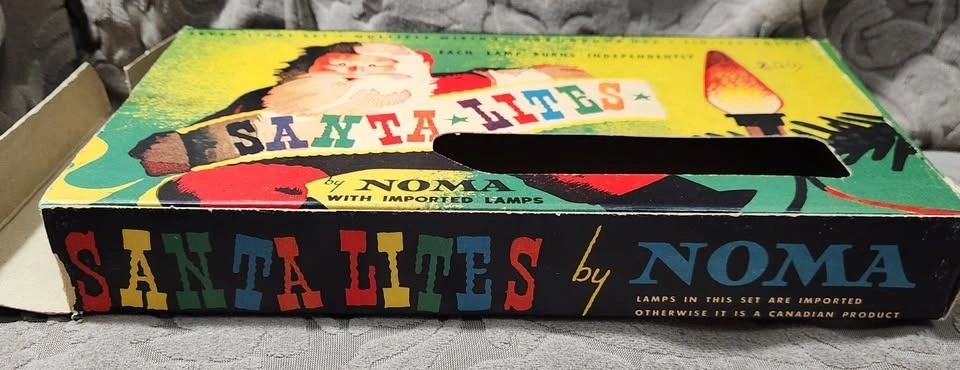 EACH LAMP BURNS INDEPENDENTLY
SANTA LITES
by NOMA
WITH IMPORTED LAMPS
SANTA LITES by NOMA
LAMPS IN THIS SET ARE IMPORTED
OTHERWISE IT IS A CANADIAN PRODUCT